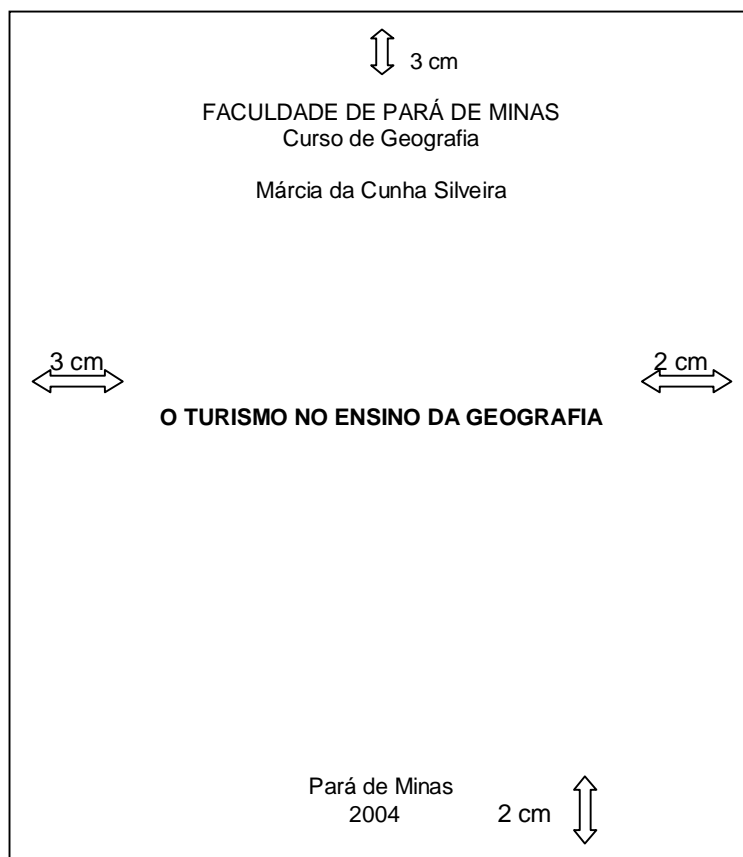 3 cm
FACULDADE DE PARÁ DE MINAS
Curso de Geografia
Márcia da Cunha Silveira
3 cm
2 cm
O TURISMO NO ENSINO DA GEOGRAFIA
Pará de Minas
2004
2 cm